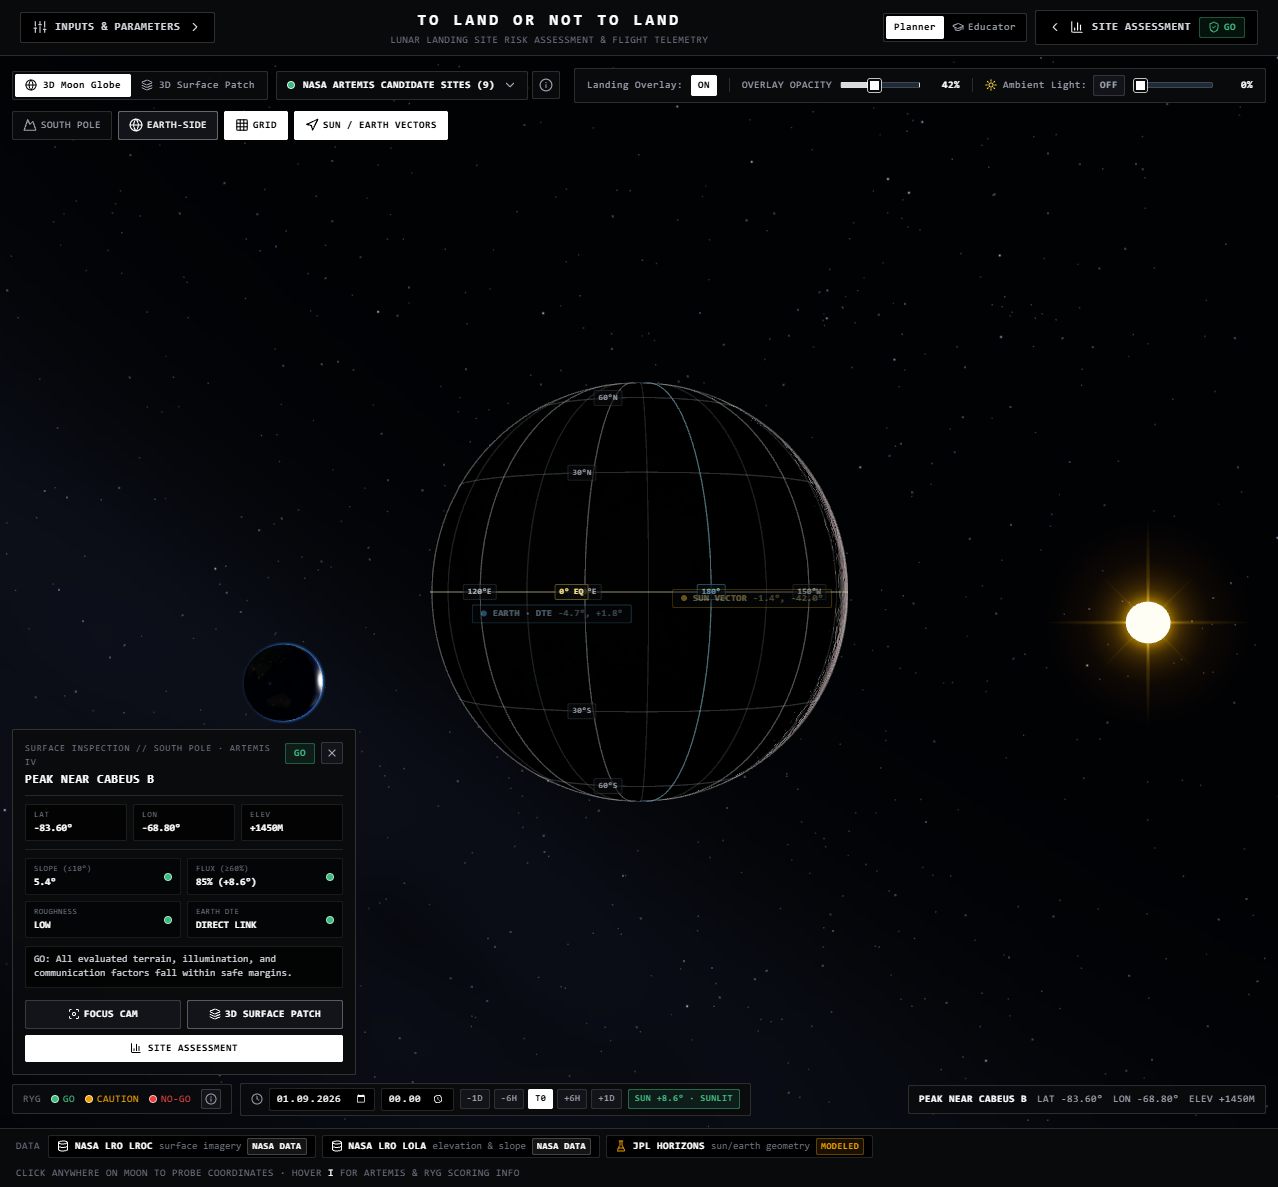 INPUTS & PARAMETERS
TO LAND OR NOT TO LAND
LUNAR LANDING SITE RISK ASSESSMENT & FLIGHT TELEMETRY
Planner
Educator
SITE ASSESSMENT
GO
3D Moon Globe
3D Surface Patch
NASA ARTEMIS CANDIDATE SITES (9)
Landing Overlay:
ON
OVERLAY OPACITY
42%
Ambient Light:
OFF
0%
SOUTH POLE
EARTH-SIDE
GRID
SUN / EARTH VECTORS
60°N
30°N
120°E
0° EQ
°E
180°
150°W
SUN VECTOR -1.4°, -42.0°
EARTH · DTE -4.7°, +1.8°
30°S
60°S
SURFACE INSPECTION // SOUTH POLE · ARTEMIS
IV
GO
PEAK NEAR CABEUS B
LAT
-83.60°
LON
-68.80°
ELEV
+1450M
SLOPE (≤10°)
5.4°
FLUX (≥60%)
85% (+8.6°)
ROUGHNESS
LOW
EARTH DTE
DIRECT LINK
GO: All evaluated terrain, illumination, and
communication factors fall within safe margins.
FOCUS CAM
3D SURFACE PATCH
SITE ASSESSMENT
RYG
GO
CAUTION
NO-GO
01.09.2026
00.00
-1D
-6H
T0
+6H
+1D
SUN +8.6° · SUNLIT
PEAK NEAR CABEUS B LAT -83.60° LON -68.80° ELEV +1450M
DATA
NASA LRO LROC surface imagery NASA DATA
NASA LRO LOLA elevation & slope NASA DATA
JPL HORIZONS sun/earth geometry MODELED
CLICK ANYWHERE ON MOON TO PROBE COORDINATES · HOVER I FOR ARTEMIS & RYG SCORING INFO